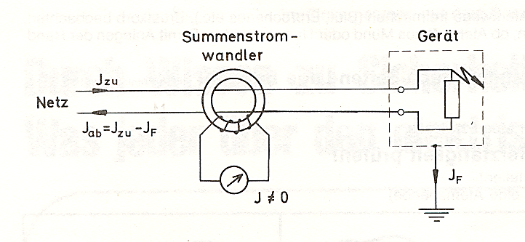 Summenstrom-
wandler
Gerät
Jzu
Netz
Jab=Jzu-JF
J≠0
JF